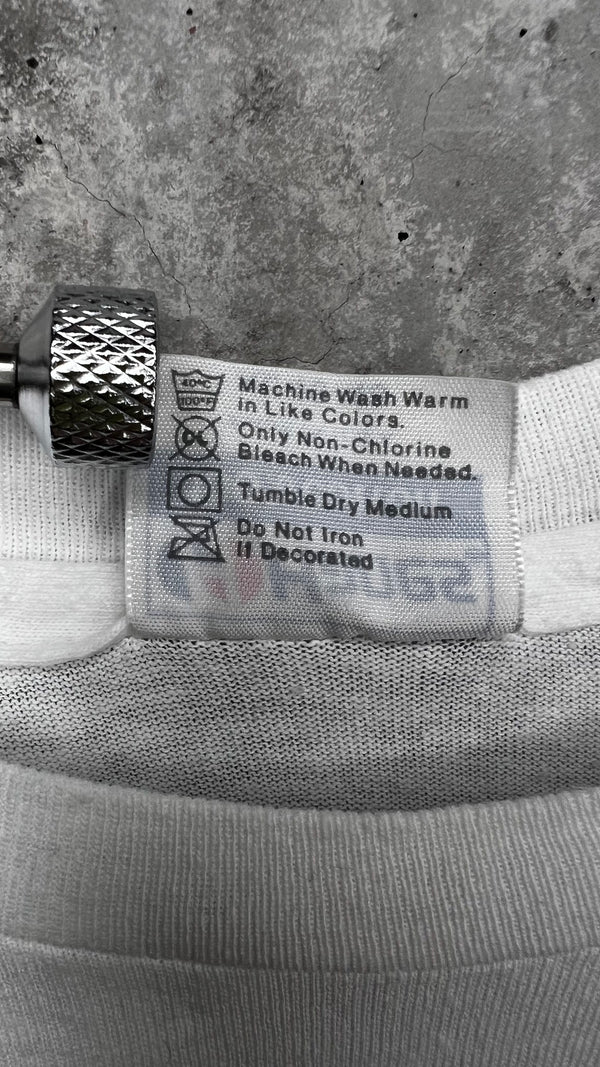 40°C
Machine Wash Warm
in Like Colors.
Only Non-Chlorine
Bleach When Needed.
Tumble Dry Medium
Do Not Iron
If Decorated